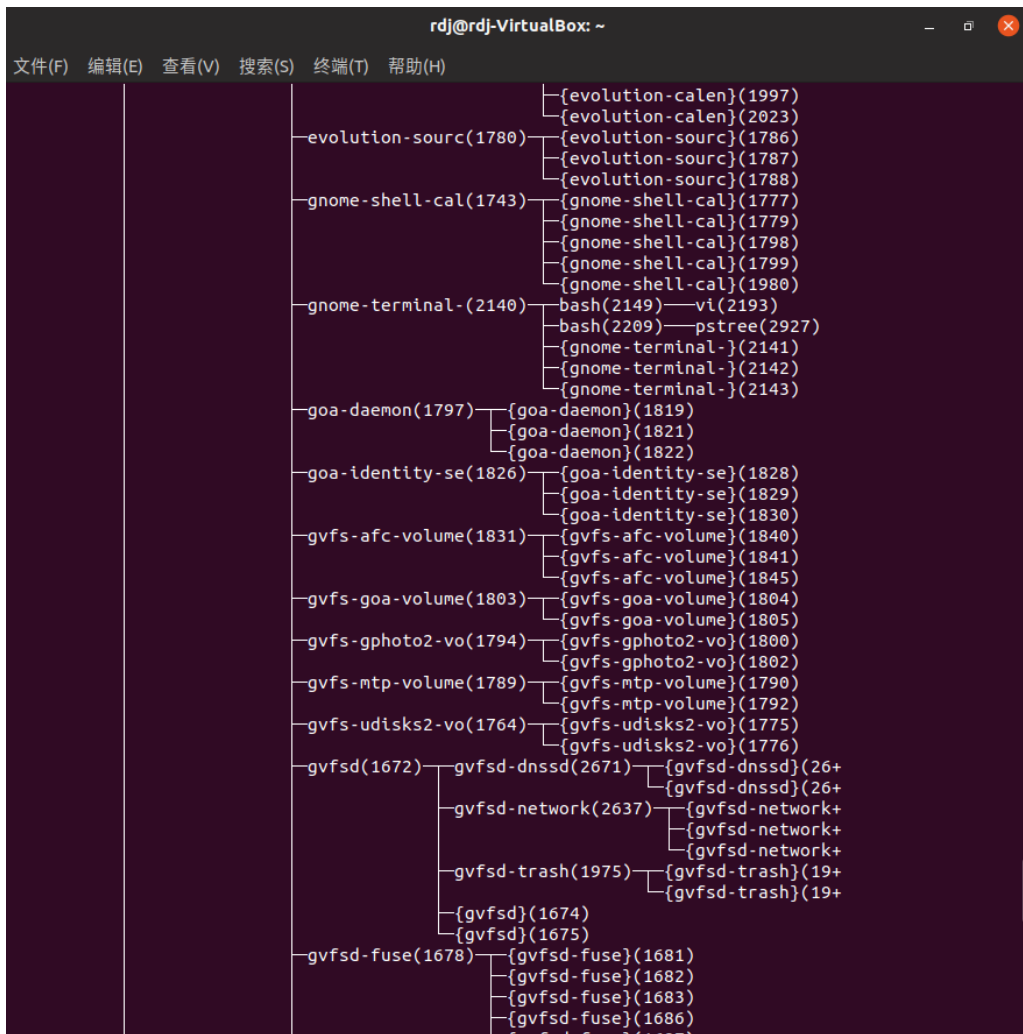 rdj@rdj-VirtualBox: ~
文件(F) 编辑(E) 查看(V) 搜索(S) 终端(T) 帮助(H)
├─{evolution-calen}(1997)
└─{evolution-calen}(2023)
├─evolution-sourc(1780)─┬─{evolution-sourc}(1786)
├─{evolution-sourc}(1787)
└─{evolution-sourc}(1788)
├─gnome-shell-cal(1743)─┬─{gnome-shell-cal}(1777)
├─{gnome-shell-cal}(1779)
├─{gnome-shell-cal}(1798)
├─{gnome-shell-cal}(1799)
└─{gnome-shell-cal}(1980)
├─gnome-terminal-(2140)─┬─bash(2149)───vi(2193)
├─bash(2209)───pstree(2927)
├─{gnome-terminal-}(2141)
├─{gnome-terminal-}(2142)
└─{gnome-terminal-}(2143)
├─goa-daemon(1797)─┬─{goa-daemon}(1819)
├─{goa-daemon}(1821)
└─{goa-daemon}(1822)
├─goa-identity-se(1826)─┬─{goa-identity-se}(1828)
├─{goa-identity-se}(1829)
└─{goa-identity-se}(1830)
├─gvfs-afc-volume(1831)─┬─{gvfs-afc-volume}(1840)
├─{gvfs-afc-volume}(1841)
└─{gvfs-afc-volume}(1845)
├─gvfs-goa-volume(1803)─┬─{gvfs-goa-volume}(1804)
└─{gvfs-goa-volume}(1805)
├─gvfs-gphoto2-vo(1794)─┬─{gvfs-gphoto2-vo}(1800)
└─{gvfs-gphoto2-vo}(1802)
├─gvfs-mtp-volume(1789)─┬─{gvfs-mtp-volume}(1790)
└─{gvfs-mtp-volume}(1792)
├─gvfs-udisks2-vo(1764)─┬─{gvfs-udisks2-vo}(1775)
└─{gvfs-udisks2-vo}(1776)
├─gvfsd(1672)─┬─gvfsd-dnssd(2671)─┬─{gvfsd-dnssd}(26+
└─{gvfsd-dnssd}(26+
├─gvfsd-network(2637)─┬─{gvfsd-network+
├─{gvfsd-network+
└─{gvfsd-network+
├─gvfsd-trash(1975)─┬─{gvfsd-trash}(19+
└─{gvfsd-trash}(19+
├─{gvfsd}(1674)
└─{gvfsd}(1675)
├─gvfsd-fuse(1678)─┬─{gvfsd-fuse}(1681)
├─{gvfsd-fuse}(1682)
├─{gvfsd-fuse}(1683)
├─{gvfsd-fuse}(1686)